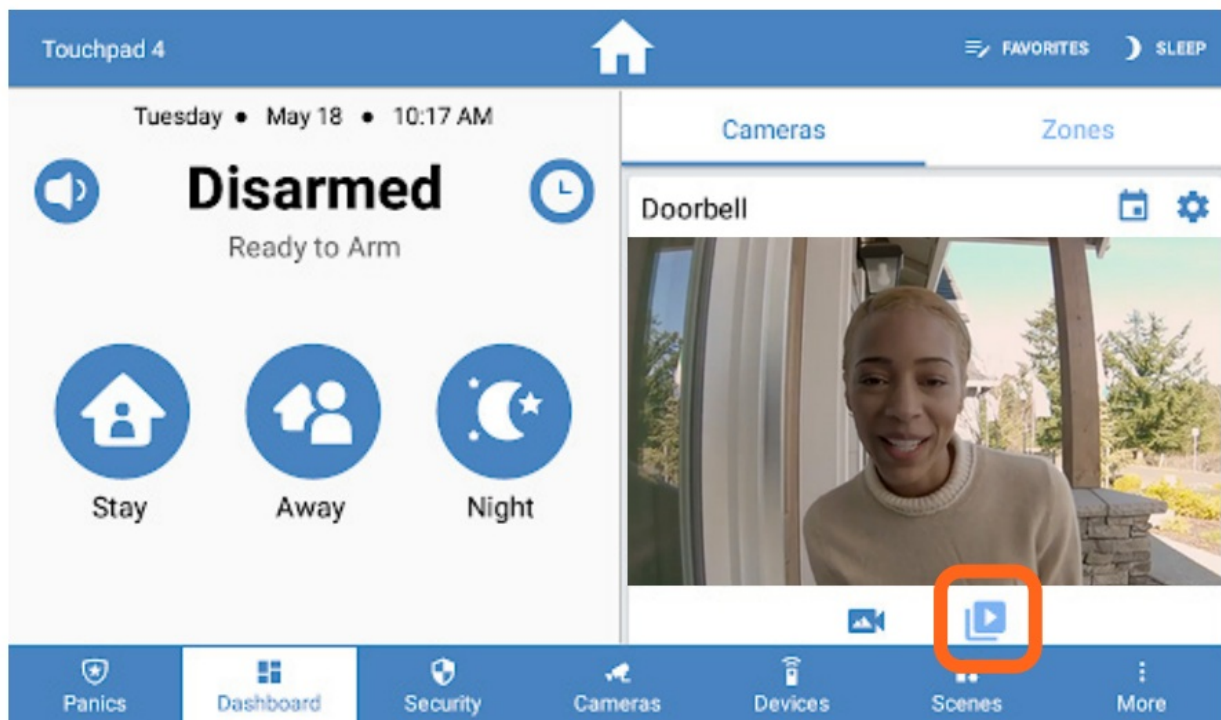 Touchpad 4
FAVORITES
SLEEP
Tuesday • May 18 • 10:17 AM
Disarmed
Ready to Arm
Stay
Away
Night
Cameras
Zones
Doorbell
Panics
Dashboard
Security
Cameras
Devices
Scenes
More